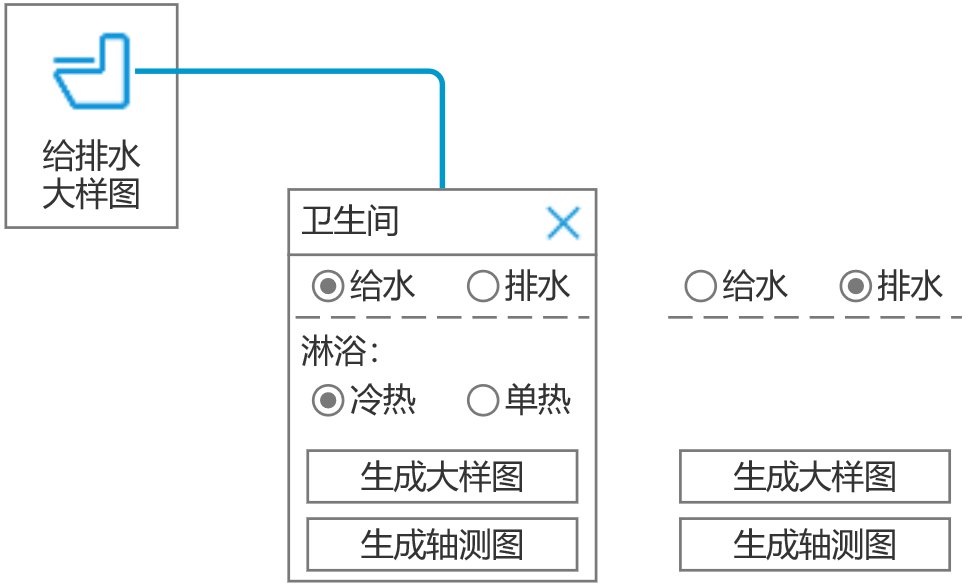 给排水
大样图
卫生间
给水 排水
淋浴：
冷热 单热
生成大样图
生成轴测图
给水 排水
生成大样图
生成轴测图